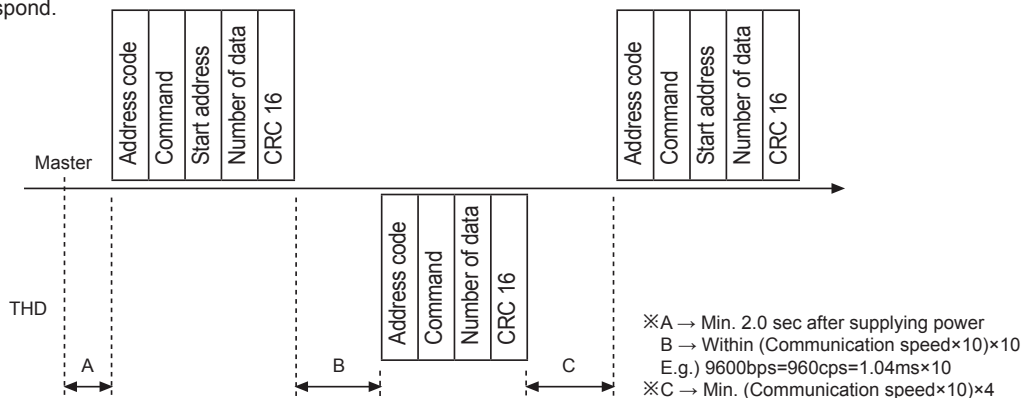 spond.
Address code
Command
Start address
Number of data
CRC 16
Address code
Command
Start address
Number of data
CRC 16
Master
Address code
Command
Number of data
CRC 16
THD
A
B
C
※A → Min. 2.0 sec after supplying power
B → Within (Communication speed×10)×10
E.g.) 9600bps=960cps=1.04ms×10
※C → Min. (Communication speed×10)×4